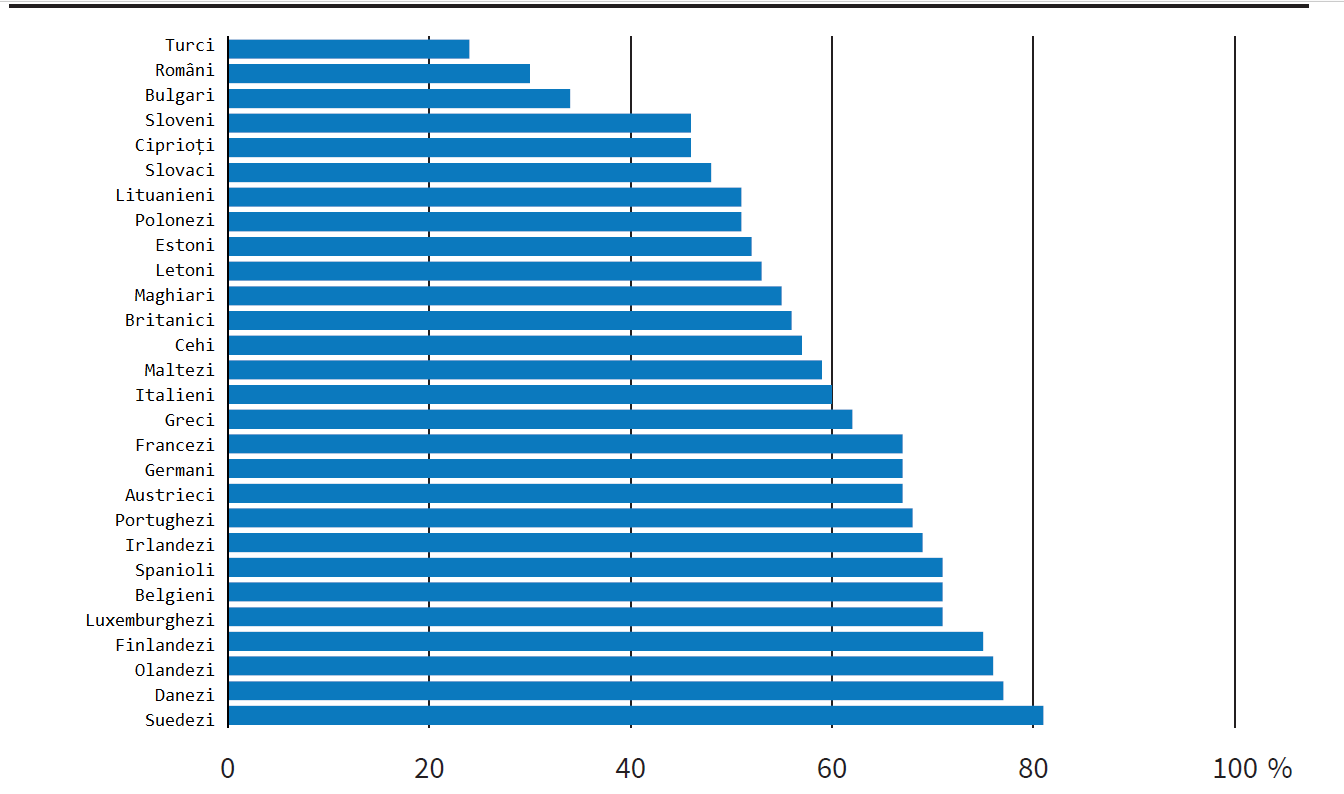 Turci
Români
Bulgari
Sloveni
Ciprioți
Slovaci
Lituanieni
Polonezi
Estoni
Letoni
Maghiari
Britanici
Cehi
Maltezi
Italieni
Greci
Francezi
Germani
Austrieci
Portughezi
Irlandezi
Spanioli
Belgieni
Luxemburghezi
Finlandezi
Olandezi
Danezi
Suedezi
0 20 40 60 80 100 %